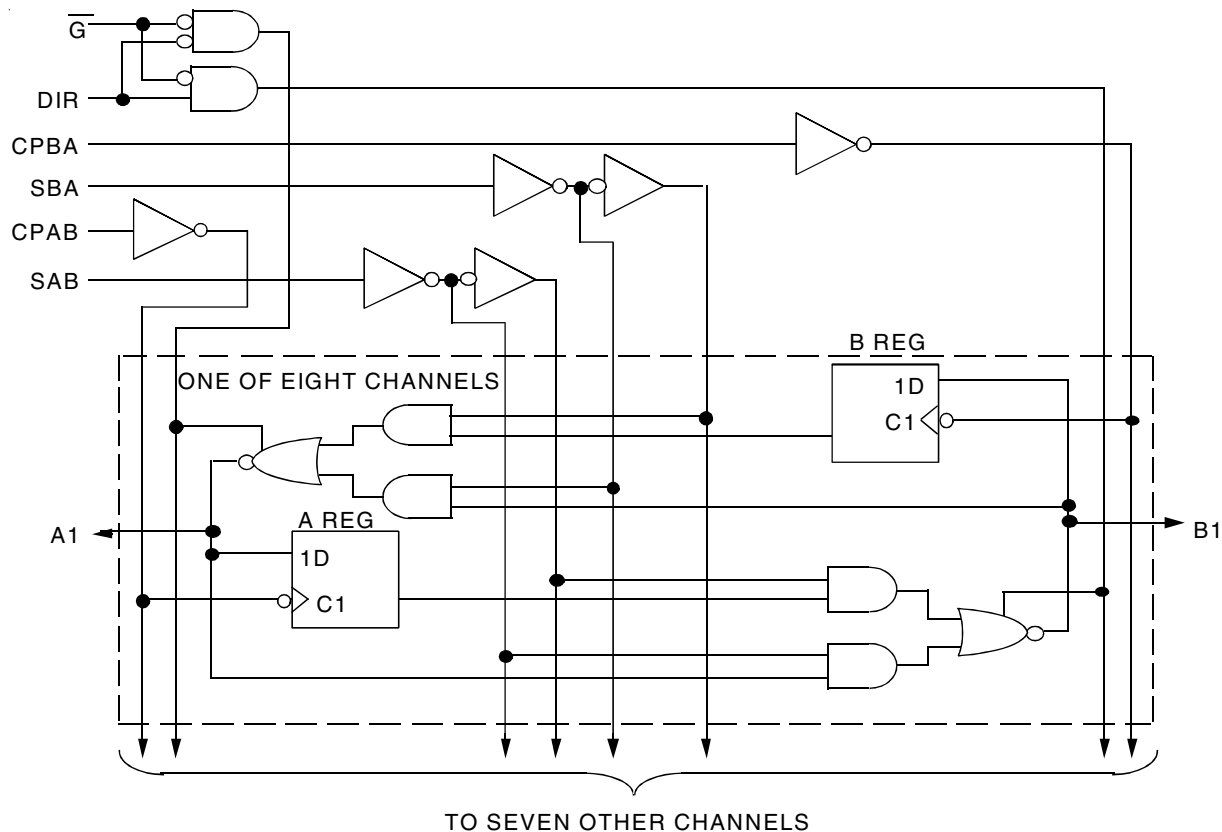 G̅
DIR
CPBA
SBA
CPAB
SAB
B REG
ONE OF EIGHT CHANNELS
1D
C1
A REG
A1
1D
B1
C1
TO SEVEN OTHER CHANNELS